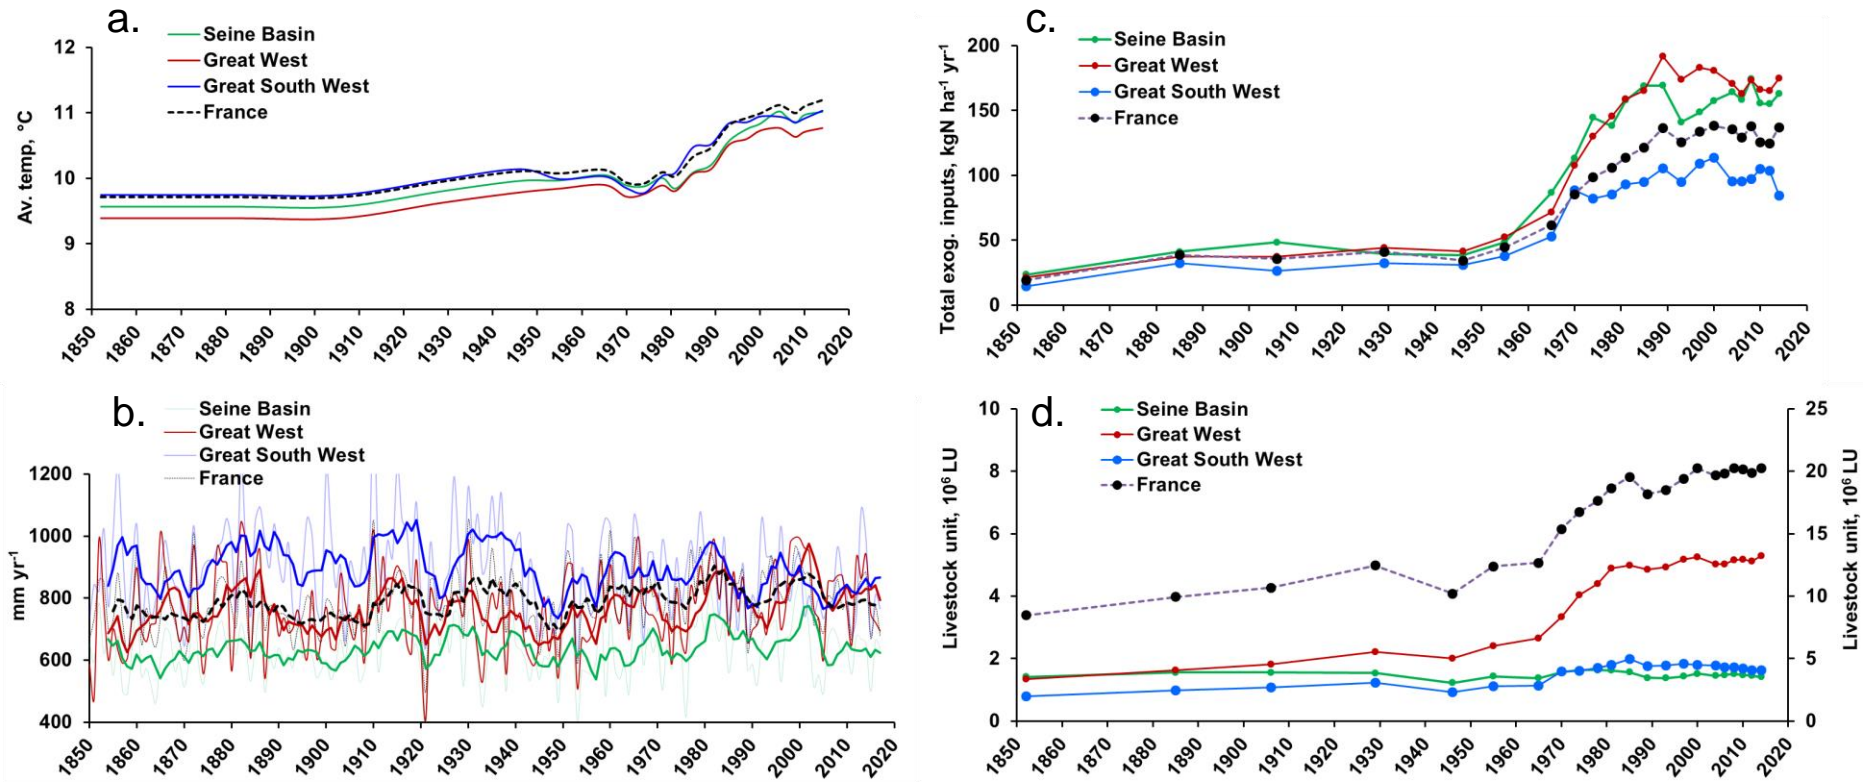 a.
Seine Basin
Great West
Great South West
France
Av. temp, °C
12
11
10
9
8
1850 1860 1870 1880 1890 1900 1910 1920 1930 1940 1950 1960 1970 1980 1990 2000 2010 2020
c.
Seine Basin
Great West
Great South West
France
Total exog. inputs, kgN ha⁻¹ yr⁻¹
200
150
100
50
0
1850 1860 1870 1880 1890 1900 1910 1920 1930 1940 1950 1960 1970 1980 1990 2000 2010 2020
b.
Seine Basin
Great West
Great South West
France
mm yr⁻¹
1200
1000
800
600
400
1850 1860 1870 1880 1890 1900 1910 1920 1930 1940 1950 1960 1970 1980 1990 2000 2010 2020
d.
Seine Basin
Great West
Great South West
France
Livestock unit, 10⁶ LU
10
8
6
4
2
0
Livestock unit, 10⁶ LU
25
20
15
10
5
0
1850 1860 1870 1880 1890 1900 1910 1920 1930 1940 1950 1960 1970 1980 1990 2000 2010 2020